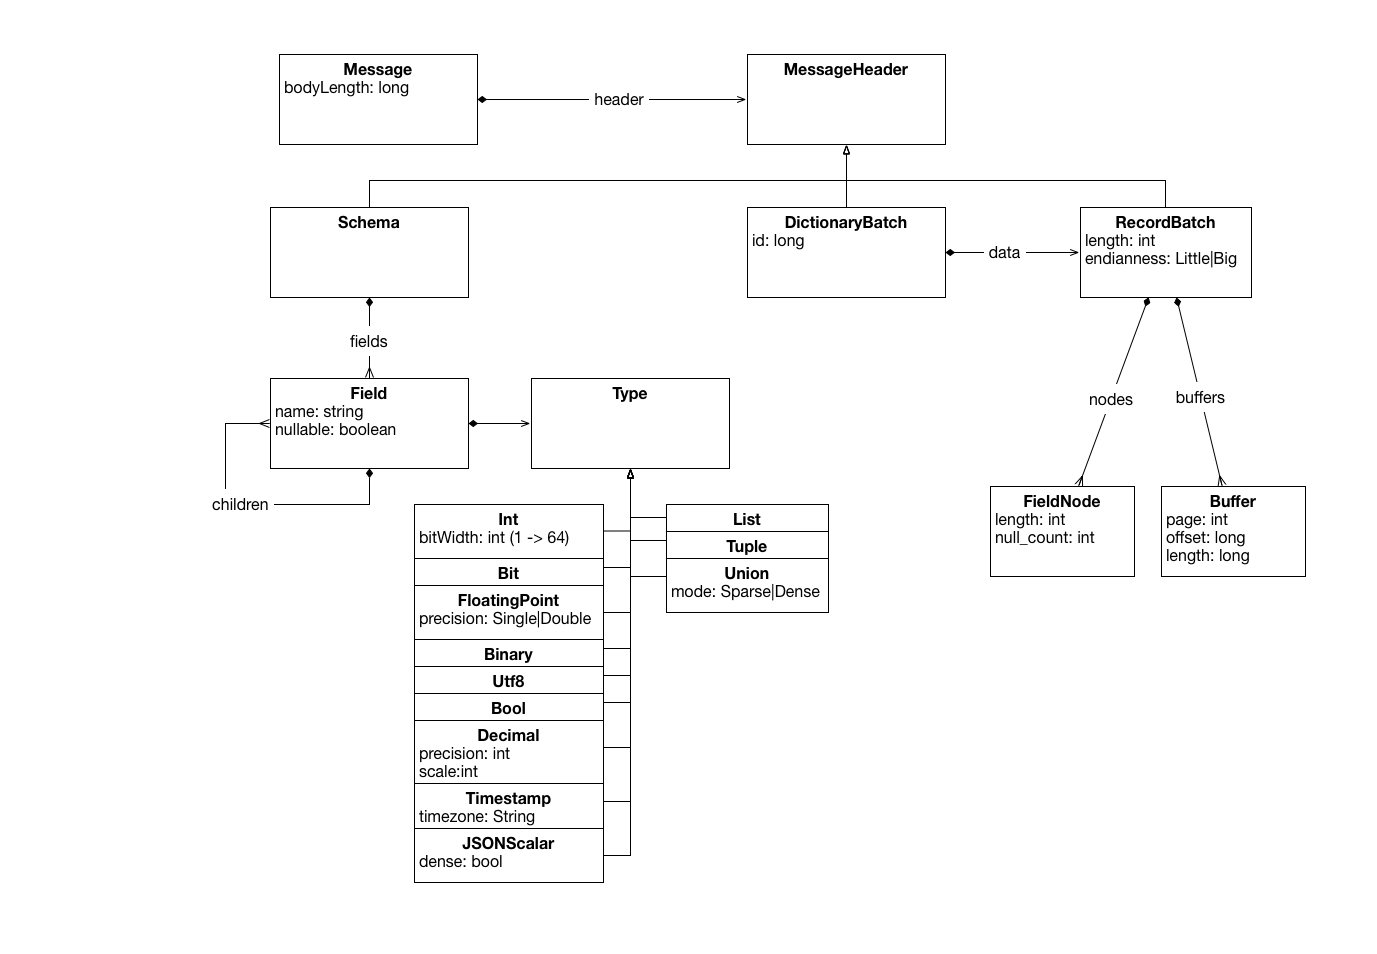 Message
bodyLength: long
header
MessageHeader
Schema
DictionaryBatch
id: long
data
RecordBatch
length: int
endianness: Little|Big
fields
Field
name: string
nullable: boolean
Type
children
nodes
buffers
FieldNode
length: int
null_count: int
Buffer
page: int
offset: long
length: long
Int
bitWidth: int (1 -> 64)
Bit
FloatingPoint
precision: Single|Double
Binary
Utf8
Bool
Decimal
precision: int
scale:int
Timestamp
timezone: String
JSONScalar
dense: bool
List
Tuple
Union
mode: Sparse|Dense